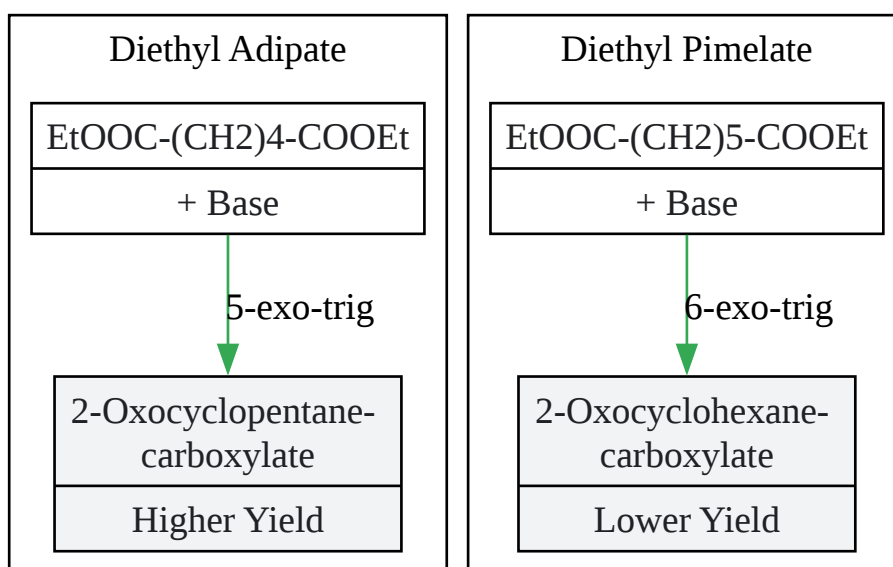 Diethyl Adipate
EtOOC-(CH2)4-COOEt
+ Base
5-exo-trig
2-Oxocyclopentane-
carboxylate
Higher Yield
Diethyl Pimelate
EtOOC-(CH2)5-COOEt
+ Base
6-exo-trig
2-Oxocyclohexane-
carboxylate
Lower Yield